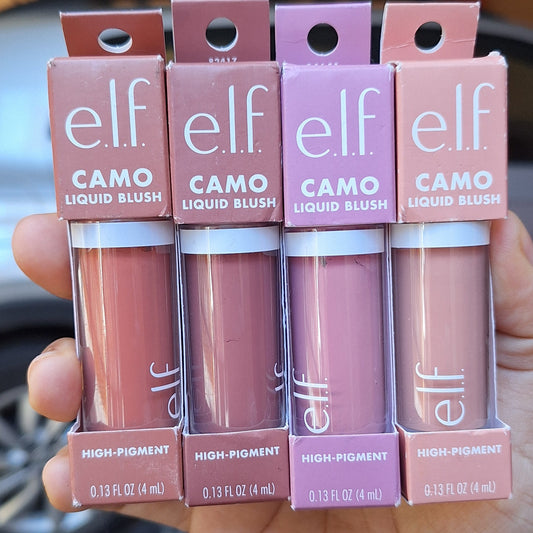 e.l.f.
CAMO
LIQUID BLUSH
e.l.f.
HIGH-PIGMENT
0.13 FL OZ (4 mL)
e.l.f.
CAMO
LIQUID BLUSH
e.l.f.
HIGH-PIGMENT
0.13 FL OZ (4 mL)
e.l.f.
CAMO
LIQUID BLUSH
e.l.f.
HIGH-PIGMENT
0.13 FL OZ (4 mL)
e.l.f.
CAMO
LIQUID BLUSH
e.l.f.
HIGH-PIGMENT
0.13 FL OZ (4 mL)